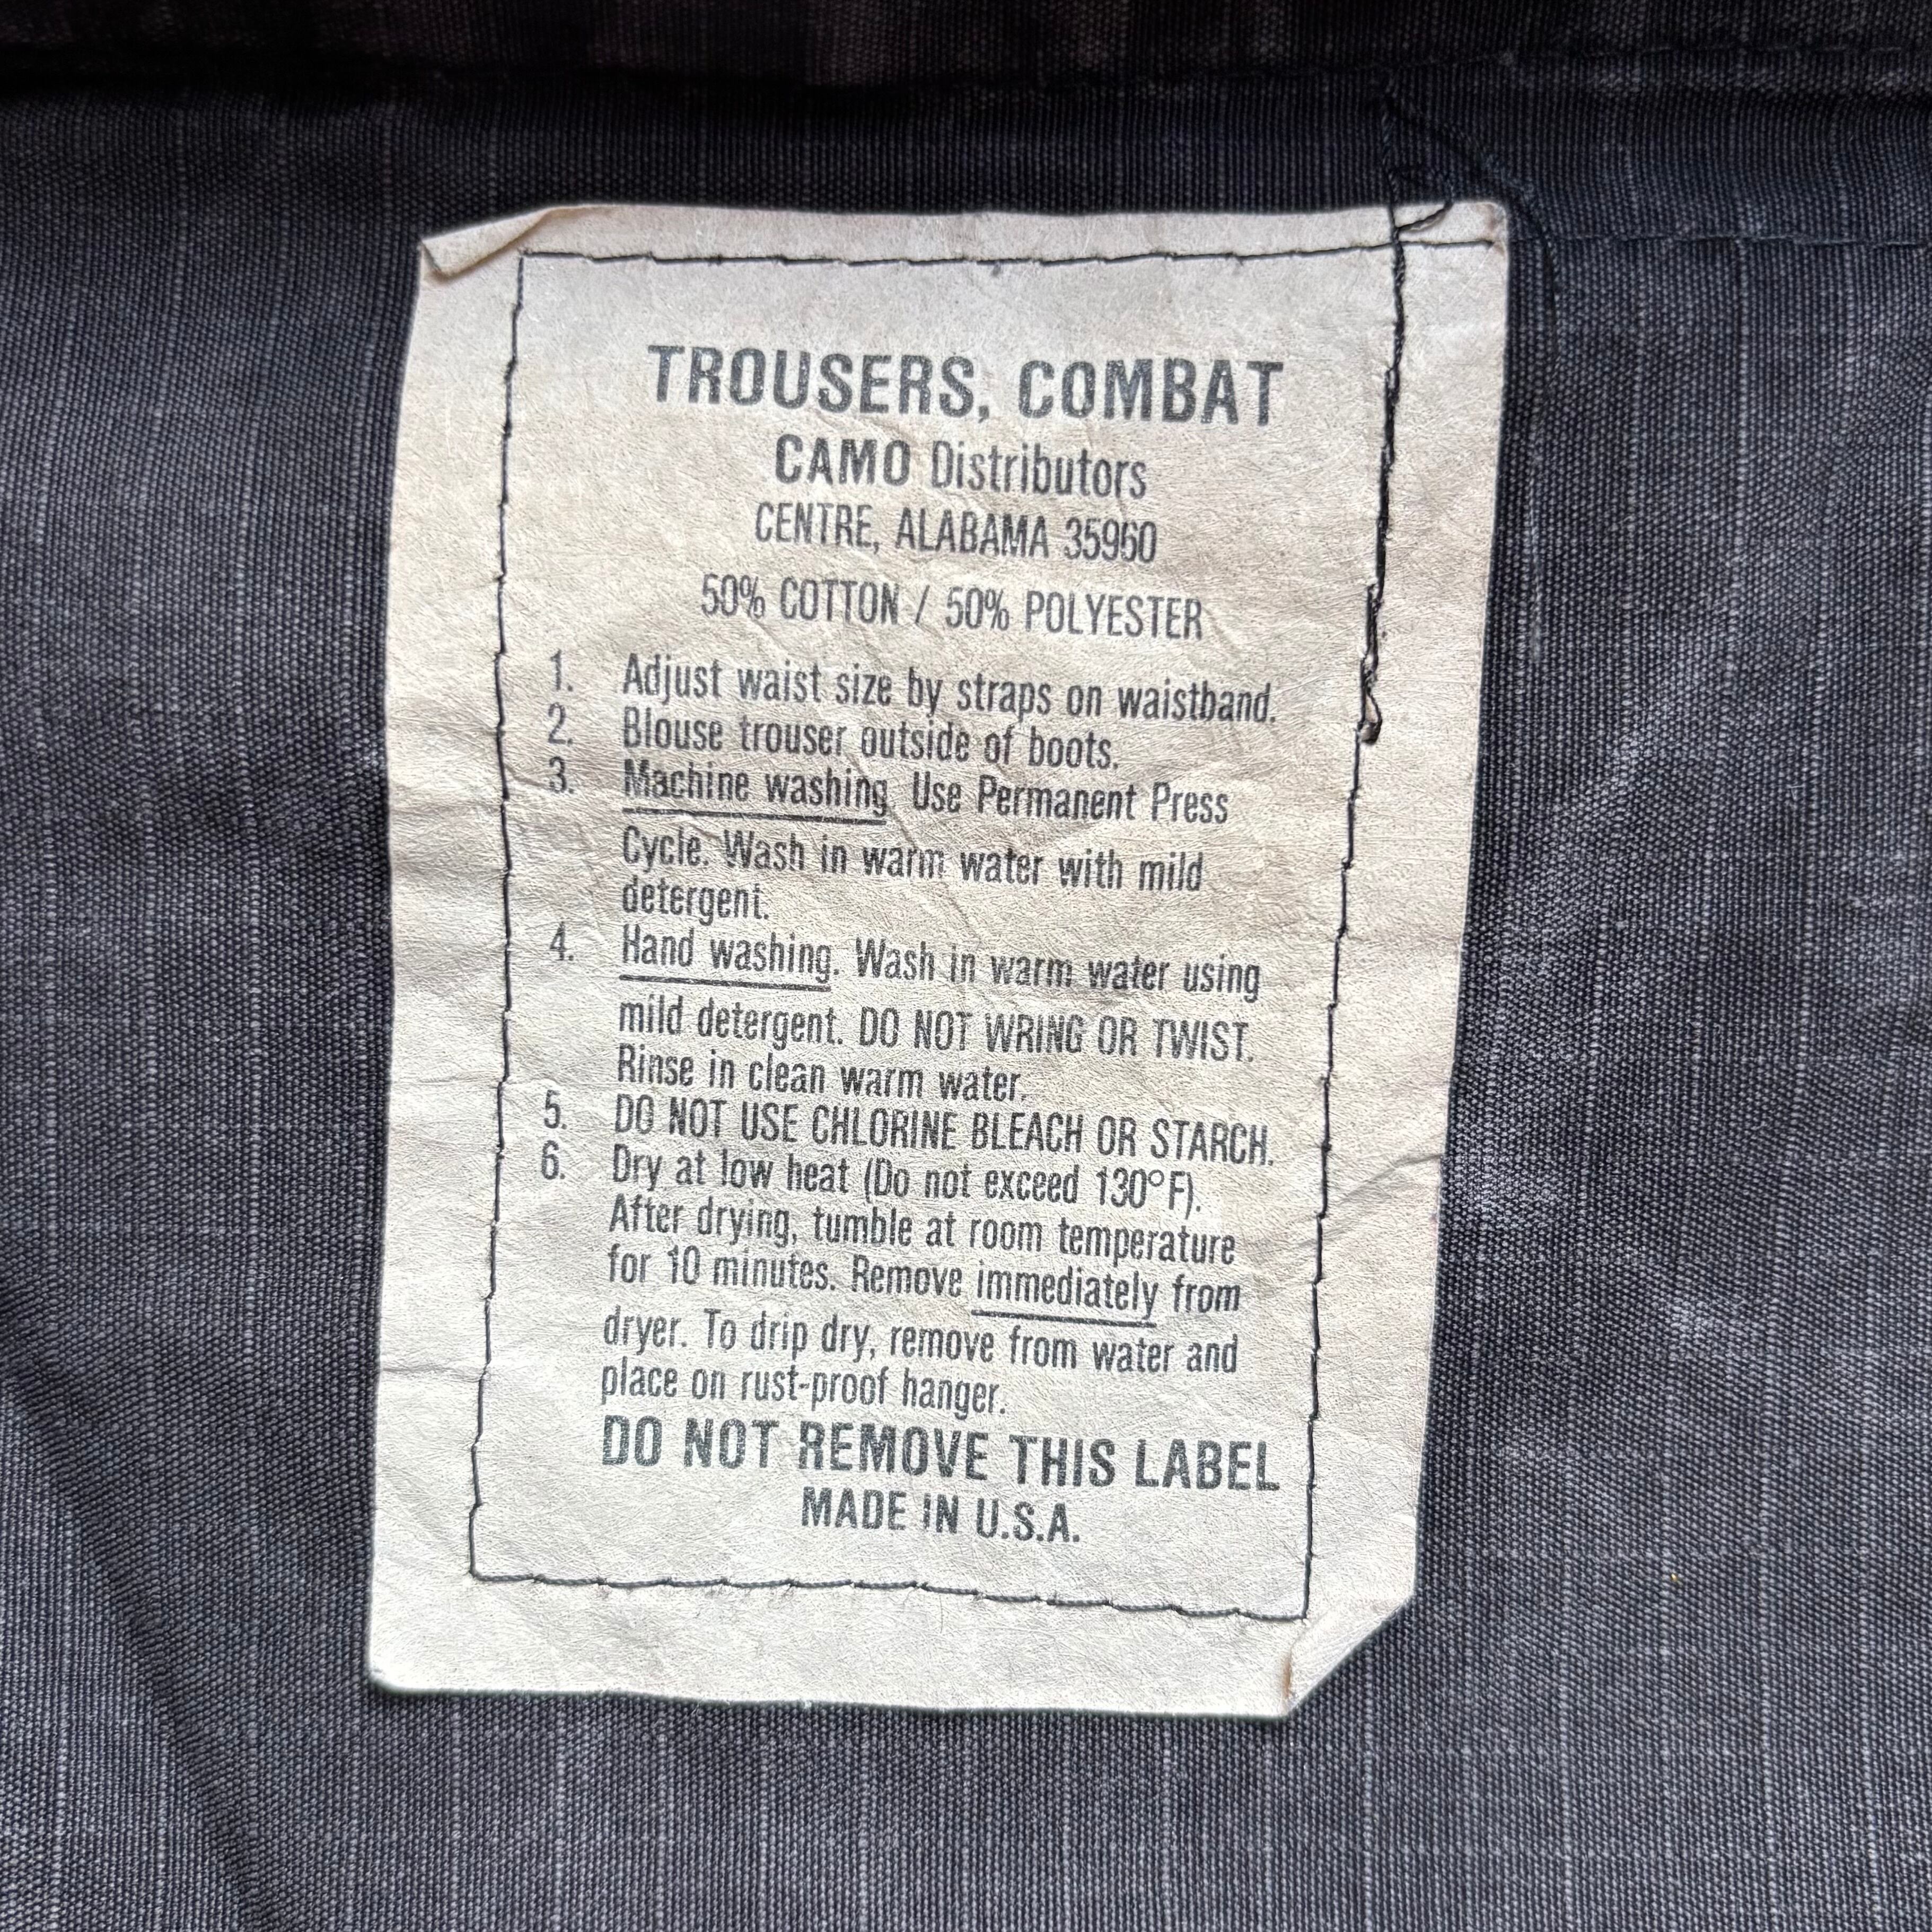 TROUSERS, COMBAT
CAMO Distributors
CENTRE, ALABAMA 35960
50% COTTON / 50% POLYESTER
1. Adjust waist size by straps on waistband.
2. Blouse trouser outside of boots.
3. Machine washing. Use Permanent Press
Cycle. Wash in warm water with mild
detergent.
4. Hand washing. Wash in warm water using
mild detergent. DO NOT WRING OR TWIST.
Rinse in clean warm water.
5. DO NOT USE CHLORINE BLEACH OR STARCH.
6. Dry at low heat (Do not exceed 130°F).
After drying, tumble at room temperature
for 10 minutes. Remove immediately from
dryer. To drip dry, remove from water and
place on rust-proof hanger.
DO NOT REMOVE THIS LABEL
MADE IN U.S.A.